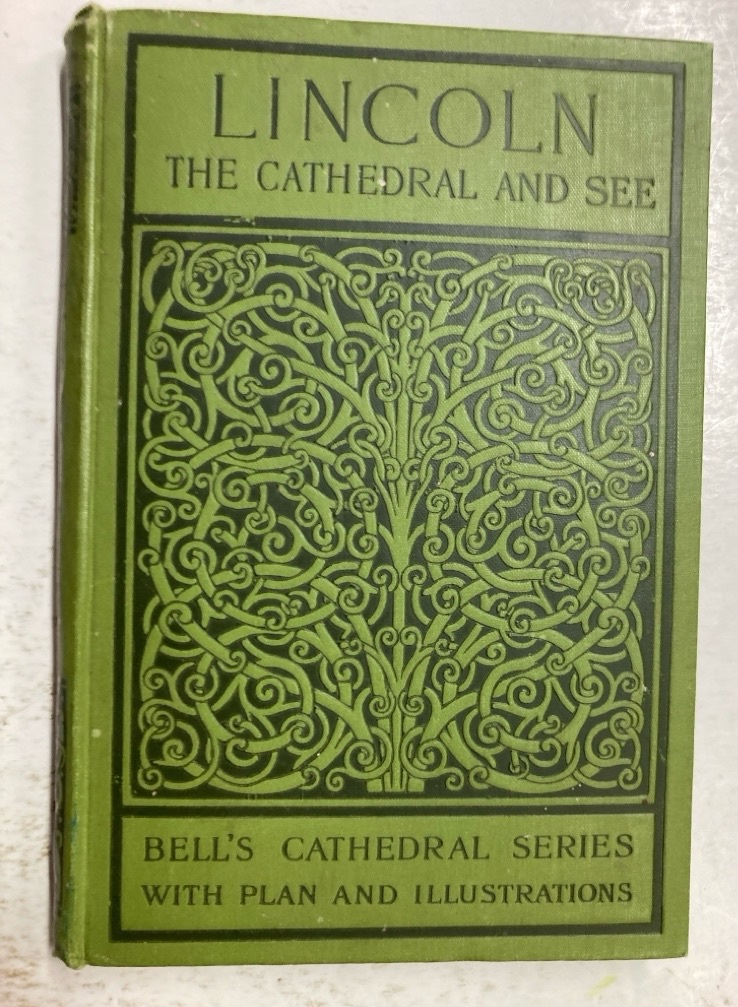 LINCOLN
THE CATHEDRAL AND SEE
BELL'S CATHEDRAL SERIES
WITH PLAN AND ILLUSTRATIONS